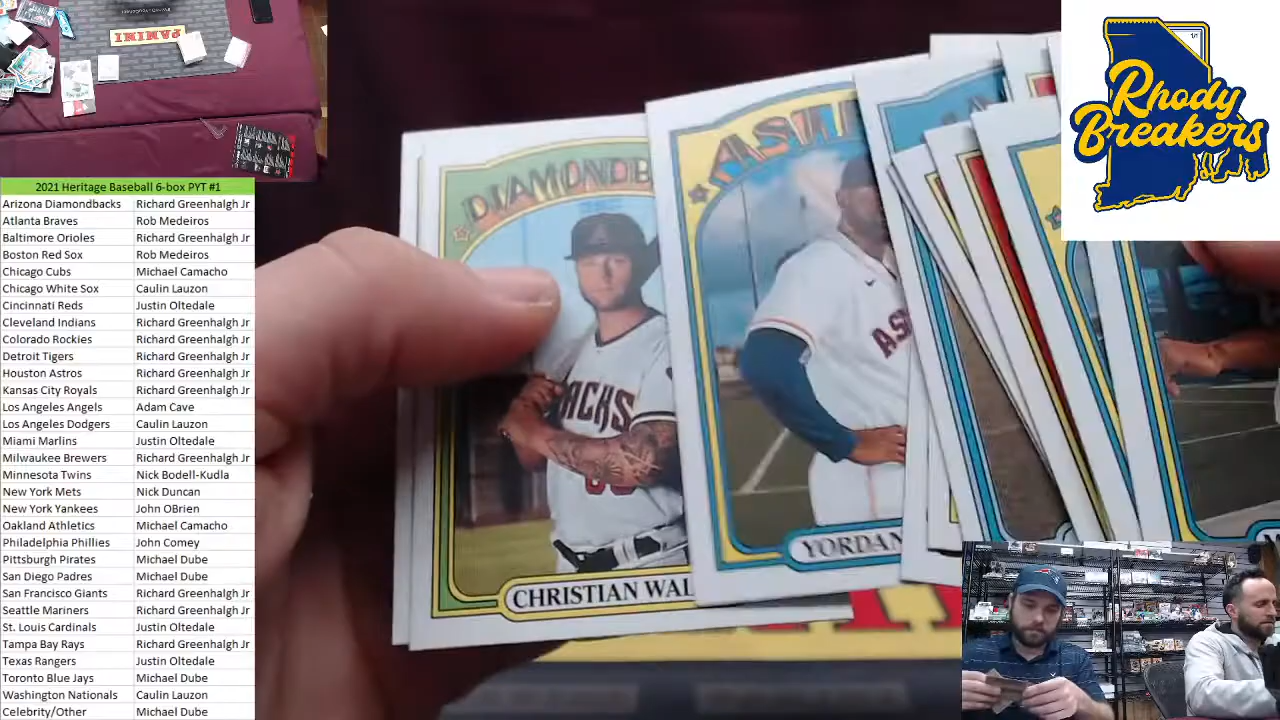 PANINI
Rhody
Breakers
2021 Heritage Baseball 6-box PYT #1
Arizona Diamondbacks Richard Greenhalgh Jr
Atlanta Braves Rob Medeiros
Baltimore Orioles Richard Greenhalgh Jr
Boston Red Sox Rob Medeiros
Chicago Cubs Michael Camacho
Chicago White Sox Caulin Lauzon
Cincinnati Reds Justin Oltedale
Cleveland Indians Richard Greenhalgh Jr
Colorado Rockies Richard Greenhalgh Jr
Detroit Tigers Richard Greenhalgh Jr
Houston Astros Richard Greenhalgh Jr
Kansas City Royals Richard Greenhalgh Jr
Los Angeles Angels Adam Cave
Los Angeles Dodgers Caulin Lauzon
Miami Marlins Justin Oltedale
Milwaukee Brewers Richard Greenhalgh Jr
Minnesota Twins Nick Bodell-Kudla
New York Mets Nick Duncan
New York Yankees John OBrien
Oakland Athletics Michael Camacho
Philadelphia Phillies John Comey
Pittsburgh Pirates Michael Dube
San Diego Padres Michael Dube
San Francisco Giants Richard Greenhalgh Jr
Seattle Mariners Richard Greenhalgh Jr
St. Louis Cardinals Justin Oltedale
Tampa Bay Rays Richard Greenhalgh Jr
Texas Rangers Justin Oltedale
Toronto Blue Jays Michael Dube
Washington Nationals Caulin Lauzon
Celebrity/Other Michael Dube
DIAMONDB
ACKS
CHRISTIAN WAL
AST
AS
YORDAN